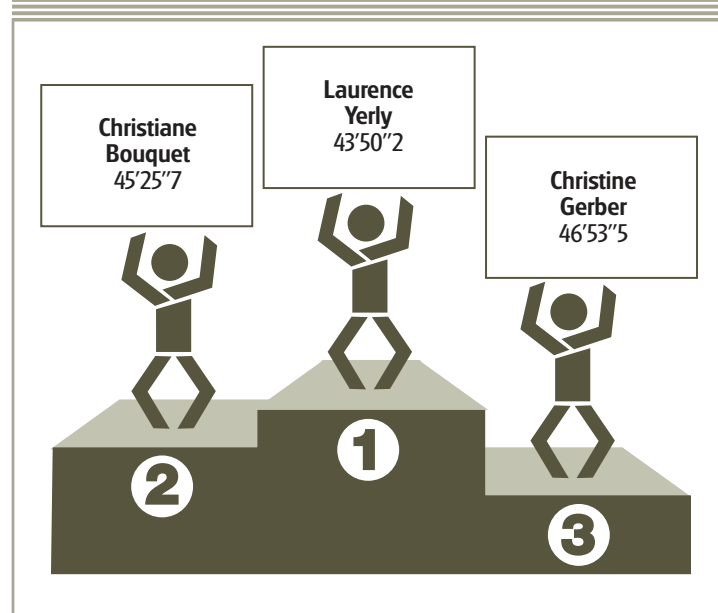 Christiane
Bouquet
45’25’’7
Laurence
Yerly
43’50’’2
Christine
Gerber
46’53’’5
2
1
3